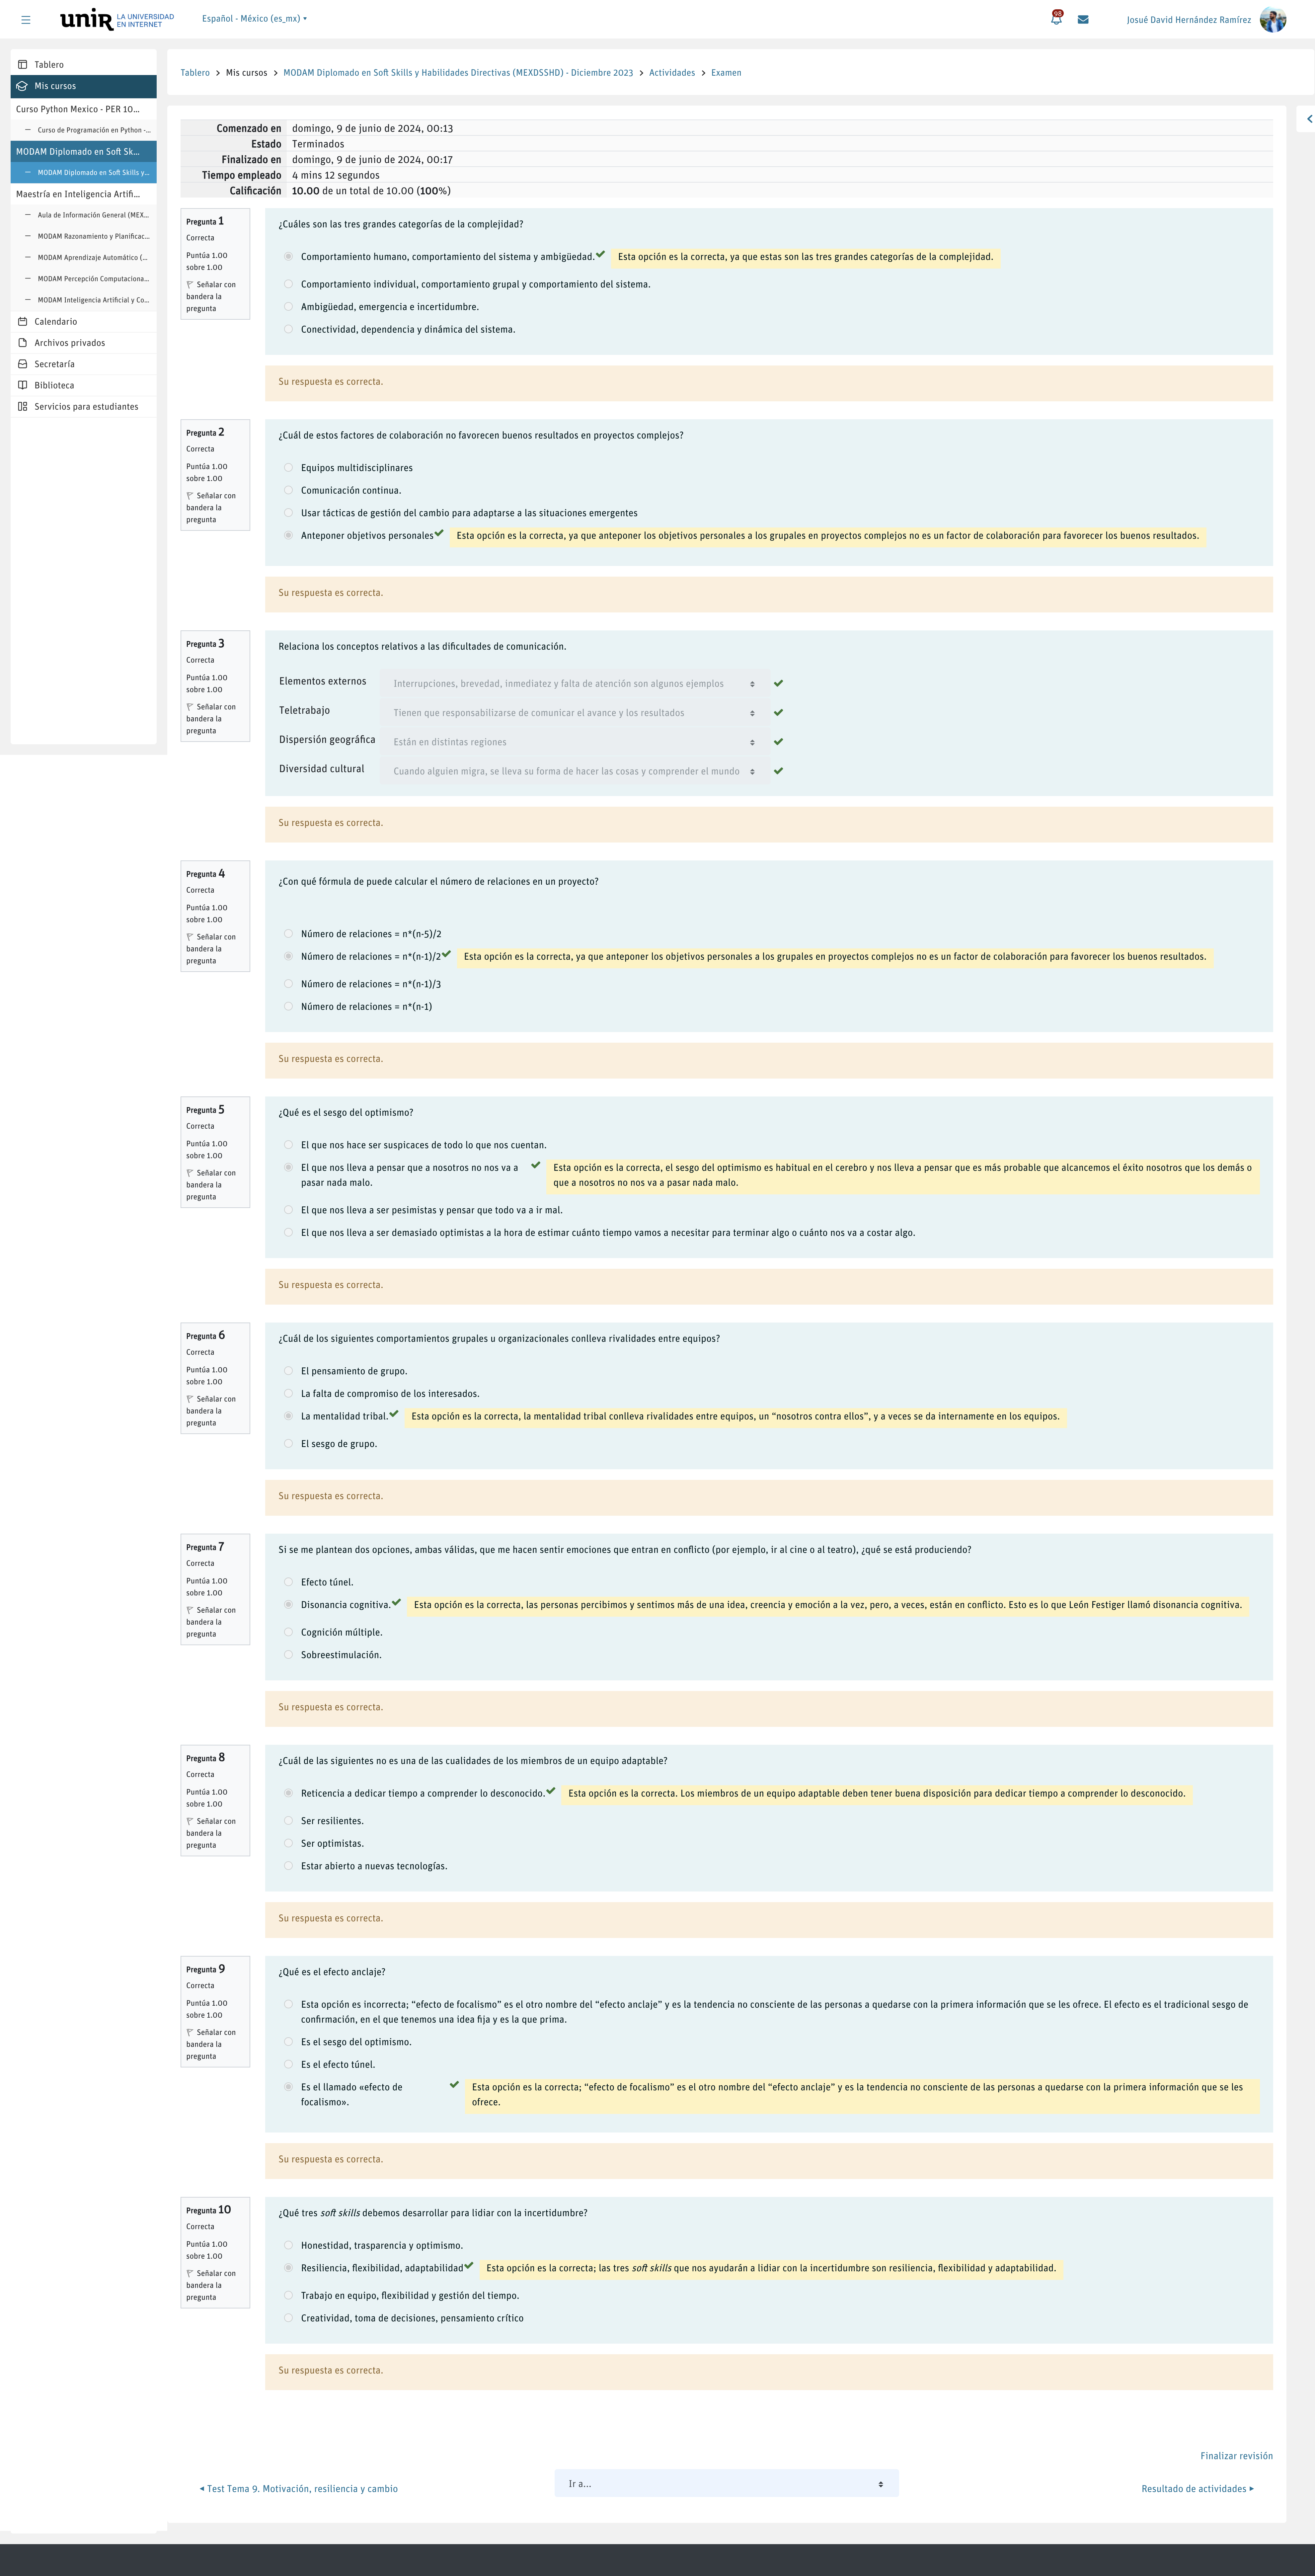 unir LA UNIVERSIDAD
EN INTERNET
Español - México (es_mx)
98
Josué David Hernández Ramírez
Tablero
Mis cursos
Curso Python Mexico - PER 10...
Curso de Programación en Python -...
MODAM Diplomado en Soft Sk...
MODAM Diplomado en Soft Skills y...
Maestría en Inteligencia Artifi...
Aula de Información General (MEX...
MODAM Razonamiento y Planificac...
MODAM Aprendizaje Automático (...
MODAM Percepción Computaciona...
MODAM Inteligencia Artificial y Co...
Calendario
Archivos privados
Secretaría
Biblioteca
Servicios para estudiantes
Tablero > Mis cursos > MODAM Diplomado en Soft Skills y Habilidades Directivas (MEXDSSHD) - Diciembre 2023 > Actividades > Examen
Comenzado en domingo, 9 de junio de 2024, 00:13
Estado Terminados
Finalizado en domingo, 9 de junio de 2024, 00:17
Tiempo empleado 4 mins 12 segundos
Calificación 10.00 de un total de 10.00 (100%)
Pregunta 1
Correcta
Puntúa 1.00
sobre 1.00
Señalar con
bandera la
pregunta
¿Cuáles son las tres grandes categorías de la complejidad?
Comportamiento humano, comportamiento del sistema y ambigüedad. Esta opción es la correcta, ya que estas son las tres grandes categorías de la complejidad.
Comportamiento individual, comportamiento grupal y comportamiento del sistema.
Ambigüedad, emergencia e incertidumbre.
Conectividad, dependencia y dinámica del sistema.
Su respuesta es correcta.
Pregunta 2
Correcta
Puntúa 1.00
sobre 1.00
Señalar con
bandera la
pregunta
¿Cuál de estos factores de colaboración no favorecen buenos resultados en proyectos complejos?
Equipos multidisciplinares
Comunicación continua.
Usar tácticas de gestión del cambio para adaptarse a las situaciones emergentes
Anteponer objetivos personales Esta opción es la correcta, ya que anteponer los objetivos personales a los grupales en proyectos complejos no es un factor de colaboración para favorecer los buenos resultados.
Su respuesta es correcta.
Pregunta 3
Correcta
Puntúa 1.00
sobre 1.00
Señalar con
bandera la
pregunta
Relaciona los conceptos relativos a las dificultades de comunicación.
Elementos externos Interrupciones, brevedad, inmediatez y falta de atención son algunos ejemplos
Teletrabajo Tienen que responsabilizarse de comunicar el avance y los resultados
Dispersión geográfica Están en distintas regiones
Diversidad cultural Cuando alguien migra, se lleva su forma de hacer las cosas y comprender el mundo
Su respuesta es correcta.
Pregunta 4
Correcta
Puntúa 1.00
sobre 1.00
Señalar con
bandera la
pregunta
¿Con qué fórmula de puede calcular el número de relaciones en un proyecto?
Número de relaciones = n*(n-5)/2
Número de relaciones = n*(n-1)/2 Esta opción es la correcta, ya que anteponer los objetivos personales a los grupales en proyectos complejos no es un factor de colaboración para favorecer los buenos resultados.
Número de relaciones = n*(n-1)/3
Número de relaciones = n*(n-1)
Su respuesta es correcta.
Pregunta 5
Correcta
Puntúa 1.00
sobre 1.00
Señalar con
bandera la
pregunta
¿Qué es el sesgo del optimismo?
El que nos hace ser suspicaces de todo lo que nos cuentan.
El que nos lleva a pensar que a nosotros no nos va a
pasar nada malo.
Esta opción es la correcta, el sesgo del optimismo es habitual en el cerebro y nos lleva a pensar que es más probable que alcancemos el éxito nosotros que los demás o
que a nosotros no nos va a pasar nada malo.
El que nos lleva a ser pesimistas y pensar que todo va a ir mal.
El que nos lleva a ser demasiado optimistas a la hora de estimar cuánto tiempo vamos a necesitar para terminar algo o cuánto nos va a costar algo.
Su respuesta es correcta.
Pregunta 6
Correcta
Puntúa 1.00
sobre 1.00
Señalar con
bandera la
pregunta
¿Cuál de los siguientes comportamientos grupales u organizacionales conlleva rivalidades entre equipos?
El pensamiento de grupo.
La falta de compromiso de los interesados.
La mentalidad tribal. Esta opción es la correcta, la mentalidad tribal conlleva rivalidades entre equipos, un “nosotros contra ellos”, y a veces se da internamente en los equipos.
El sesgo de grupo.
Su respuesta es correcta.
Pregunta 7
Correcta
Puntúa 1.00
sobre 1.00
Señalar con
bandera la
pregunta
Si se me plantean dos opciones, ambas válidas, que me hacen sentir emociones que entran en conflicto (por ejemplo, ir al cine o al teatro), ¿qué se está produciendo?
Efecto túnel.
Disonancia cognitiva. Esta opción es la correcta, las personas percibimos y sentimos más de una idea, creencia y emoción a la vez, pero, a veces, están en conflicto. Esto es lo que León Festiger llamó disonancia cognitiva.
Cognición múltiple.
Sobreestimulación.
Su respuesta es correcta.
Pregunta 8
Correcta
Puntúa 1.00
sobre 1.00
Señalar con
bandera la
pregunta
¿Cuál de las siguientes no es una de las cualidades de los miembros de un equipo adaptable?
Reticencia a dedicar tiempo a comprender lo desconocido. Esta opción es la correcta. Los miembros de un equipo adaptable deben tener buena disposición para dedicar tiempo a comprender lo desconocido.
Ser resilientes.
Ser optimistas.
Estar abierto a nuevas tecnologías.
Su respuesta es correcta.
Pregunta 9
Correcta
Puntúa 1.00
sobre 1.00
Señalar con
bandera la
pregunta
¿Qué es el efecto anclaje?
Esta opción es incorrecta; “efecto de focalismo” es el otro nombre del “efecto anclaje” y es la tendencia no consciente de las personas a quedarse con la primera información que se les ofrece. El efecto es el tradicional sesgo de
confirmación, en el que tenemos una idea fija y es la que prima.
Es el sesgo del optimismo.
Es el efecto túnel.
Es el llamado «efecto de
focalismo».
Esta opción es la correcta; “efecto de focalismo” es el otro nombre del “efecto anclaje” y es la tendencia no consciente de las personas a quedarse con la primera información que se les
ofrece.
Su respuesta es correcta.
Pregunta 10
Correcta
Puntúa 1.00
sobre 1.00
Señalar con
bandera la
pregunta
¿Qué tres soft skills debemos desarrollar para lidiar con la incertidumbre?
Honestidad, trasparencia y optimismo.
Resiliencia, flexibilidad, adaptabilidad Esta opción es la correcta; las tres soft skills que nos ayudarán a lidiar con la incertidumbre son resiliencia, flexibilidad y adaptabilidad.
Trabajo en equipo, flexibilidad y gestión del tiempo.
Creatividad, toma de decisiones, pensamiento crítico
Su respuesta es correcta.
Finalizar revisión
Test Tema 9. Motivación, resiliencia y cambio
Ir a...
Resultado de actividades